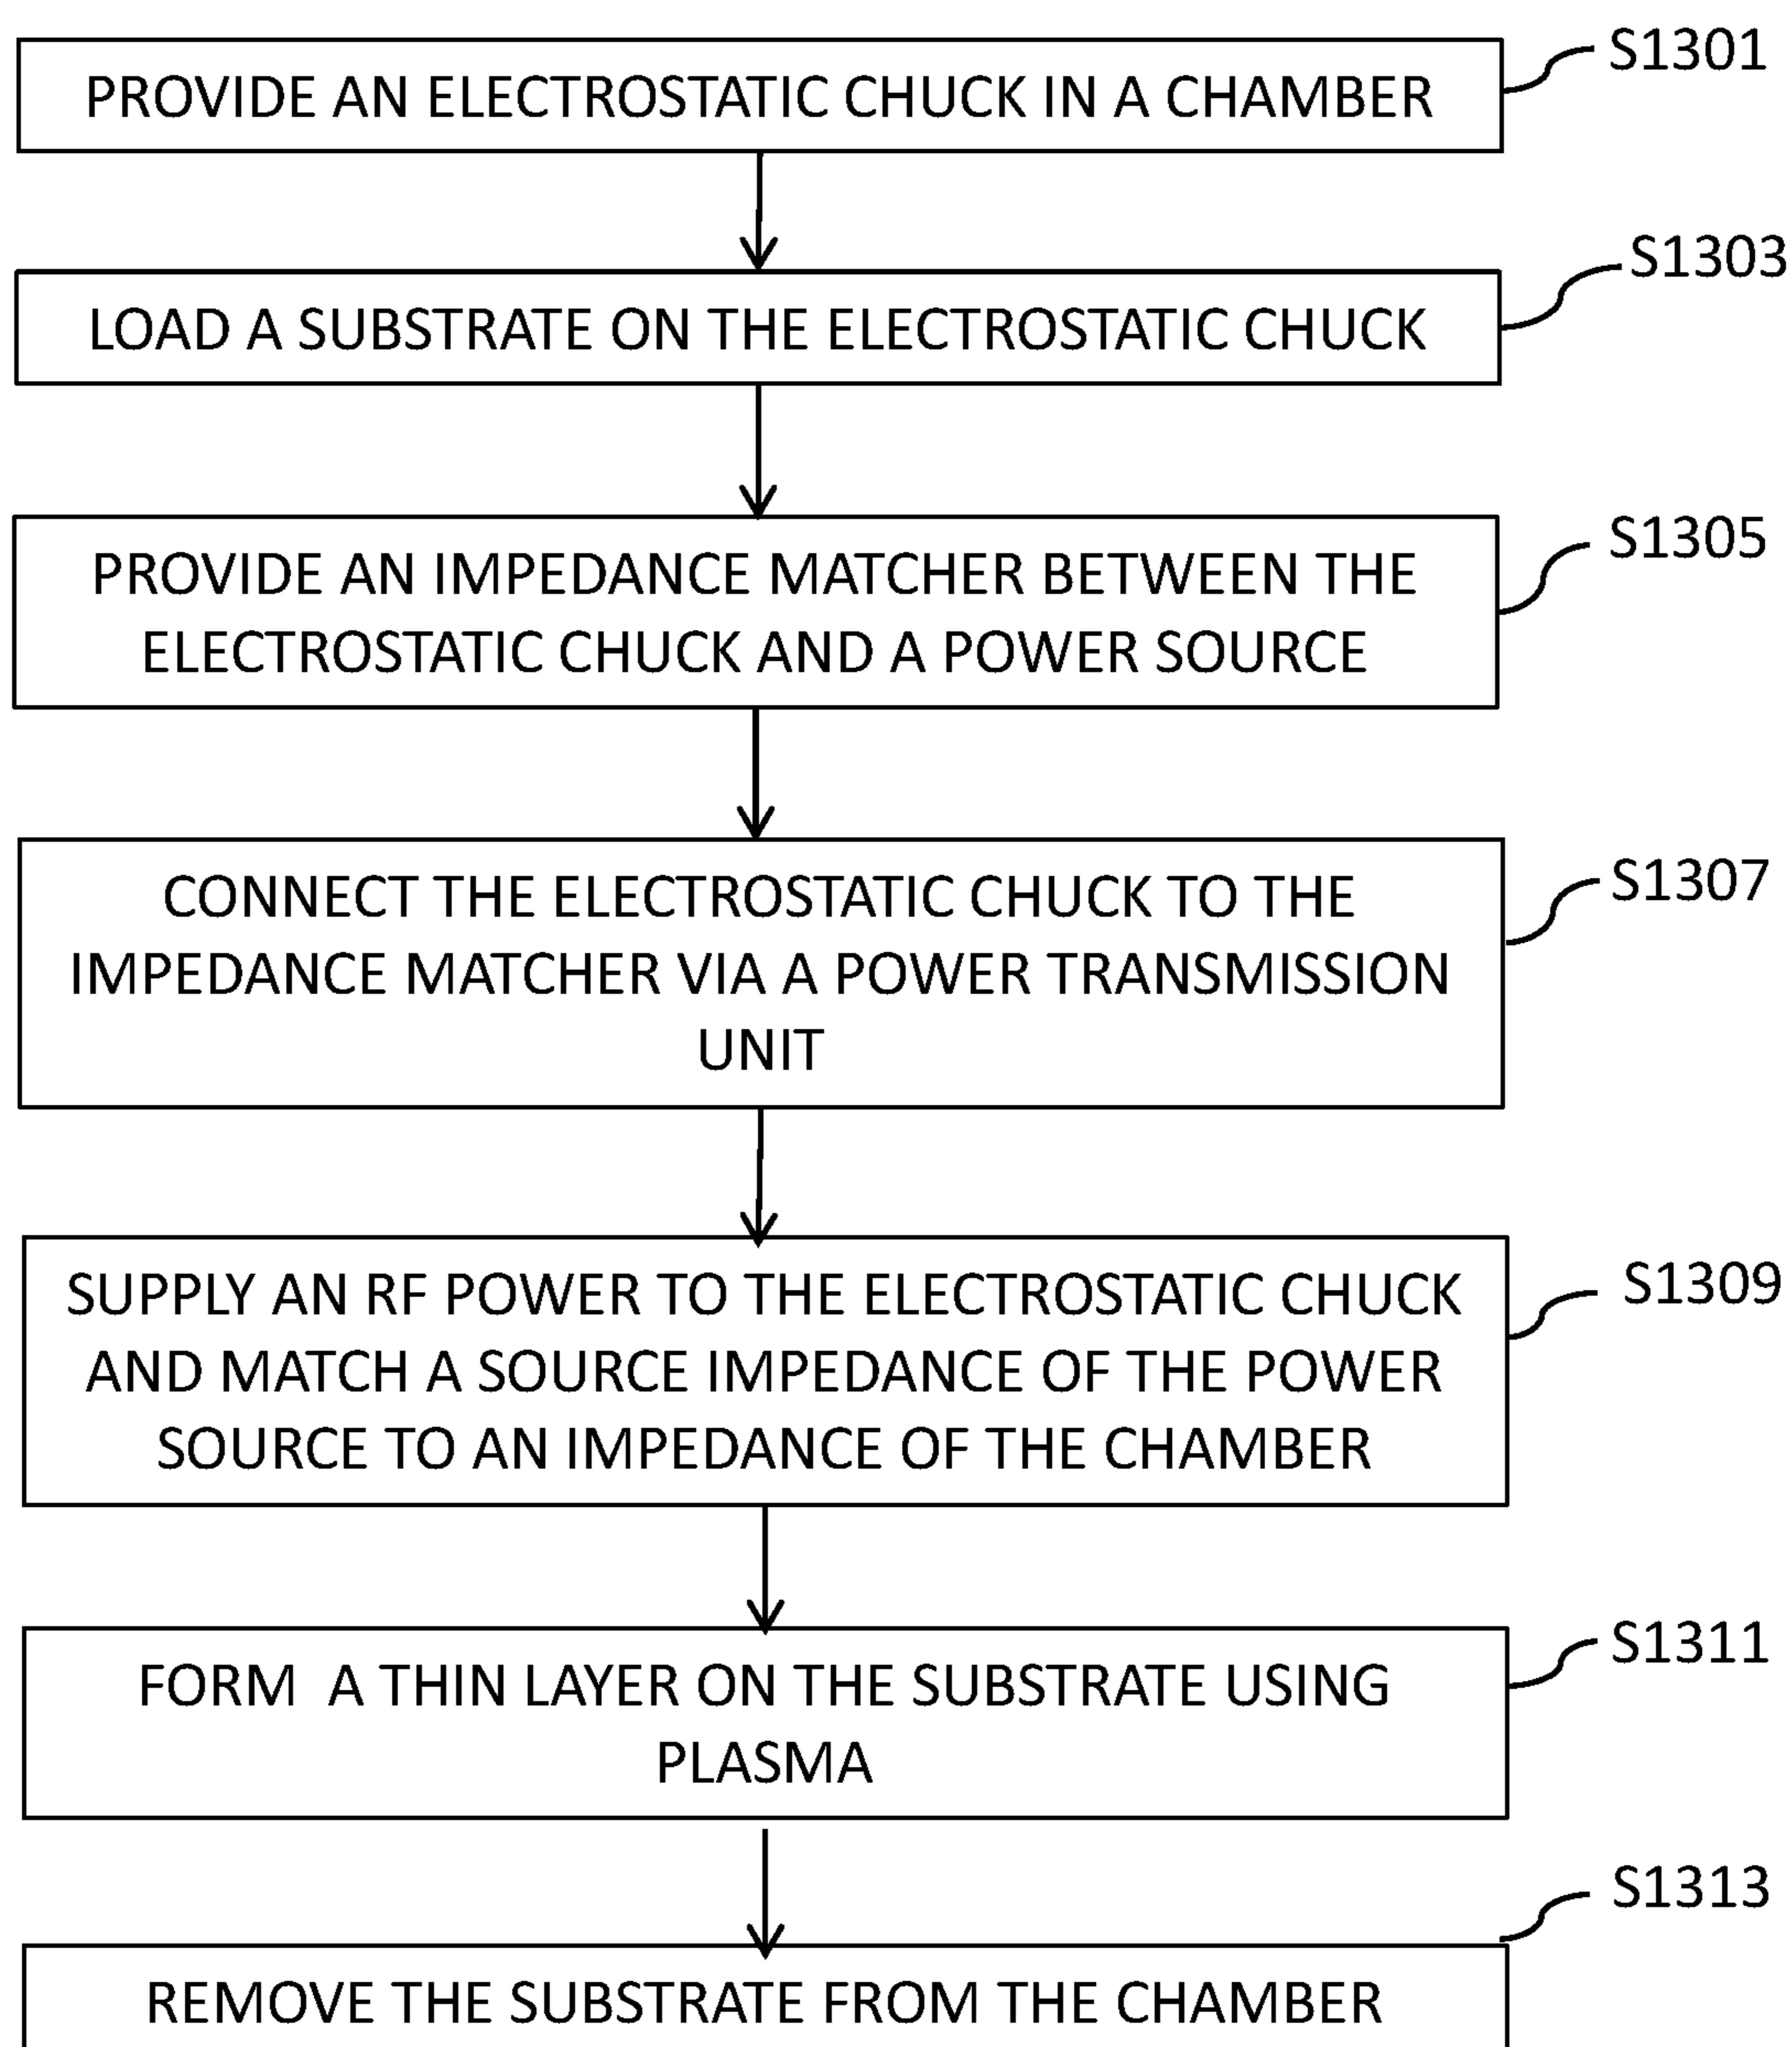 S1301
PROVIDE AN ELECTROSTATIC CHUCK IN A CHAMBER
S1303
LOAD A SUBSTRATE ON THE ELECTROSTATIC CHUCK
S1305
PROVIDE AN IMPEDANCE MATCHER BETWEEN THE
ELECTROSTATIC CHUCK AND A POWER SOURCE
S1307
CONNECT THE ELECTROSTATIC CHUCK TO THE
IMPEDANCE MATCHER VIA A POWER TRANSMISSION
UNIT
S1309
SUPPLY AN RF POWER TO THE ELECTROSTATIC CHUCK
AND MATCH A SOURCE IMPEDANCE OF THE POWER
SOURCE TO AN IMPEDANCE OF THE CHAMBER
S1311
FORM A THIN LAYER ON THE SUBSTRATE USING
PLASMA
S1313
REMOVE THE SUBSTRATE FROM THE CHAMBER